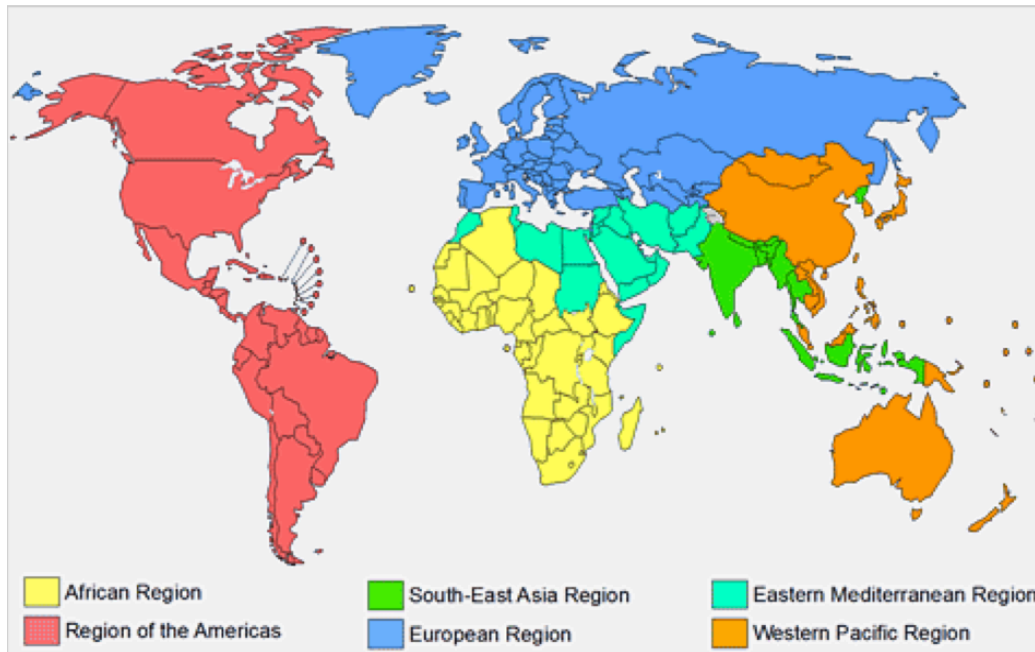 African Region
South-East Asia Region
Eastern Mediterranean Region
Region of the Americas
European Region
Western Pacific Region